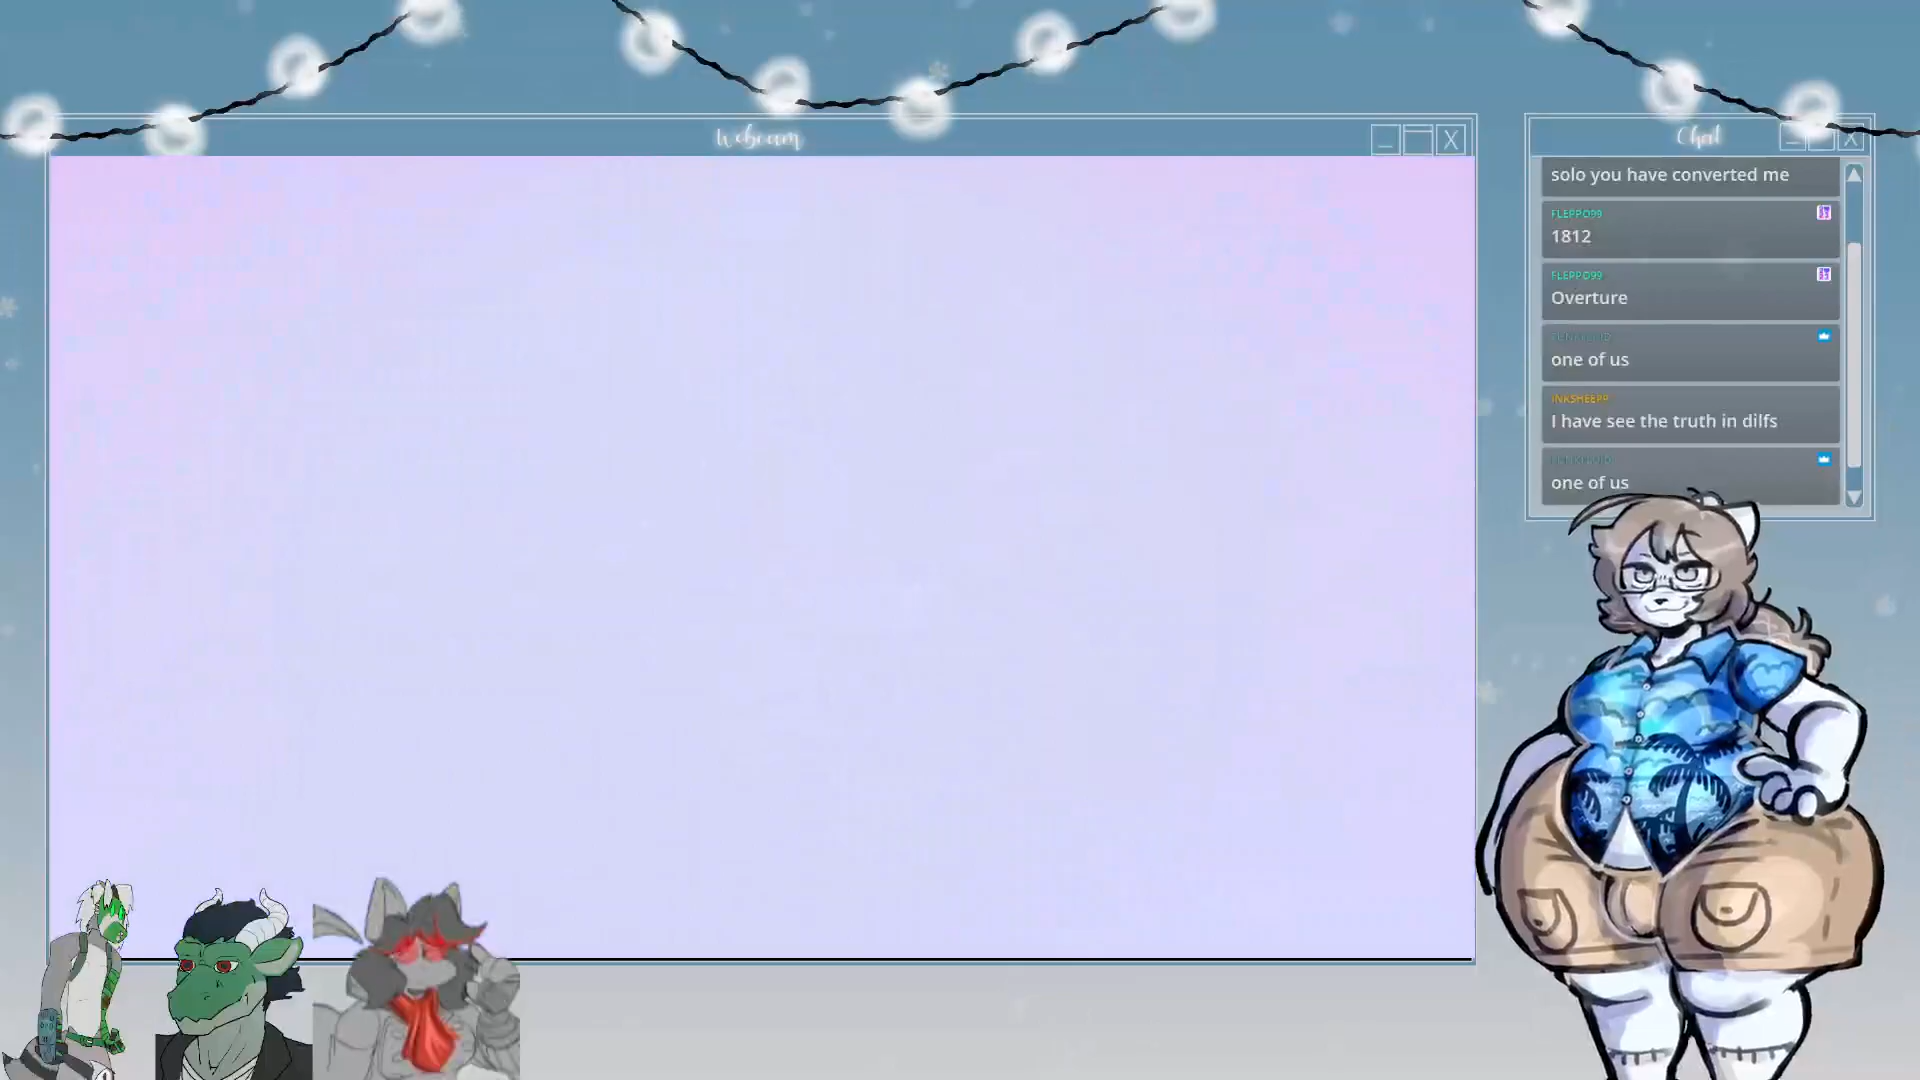 Webcam
Chat
solo you have converted me
FLEPPO99
1812
FLEPPO99
Overture
one of us
INKSHEEPP
I have see the truth in dilfs
one of us